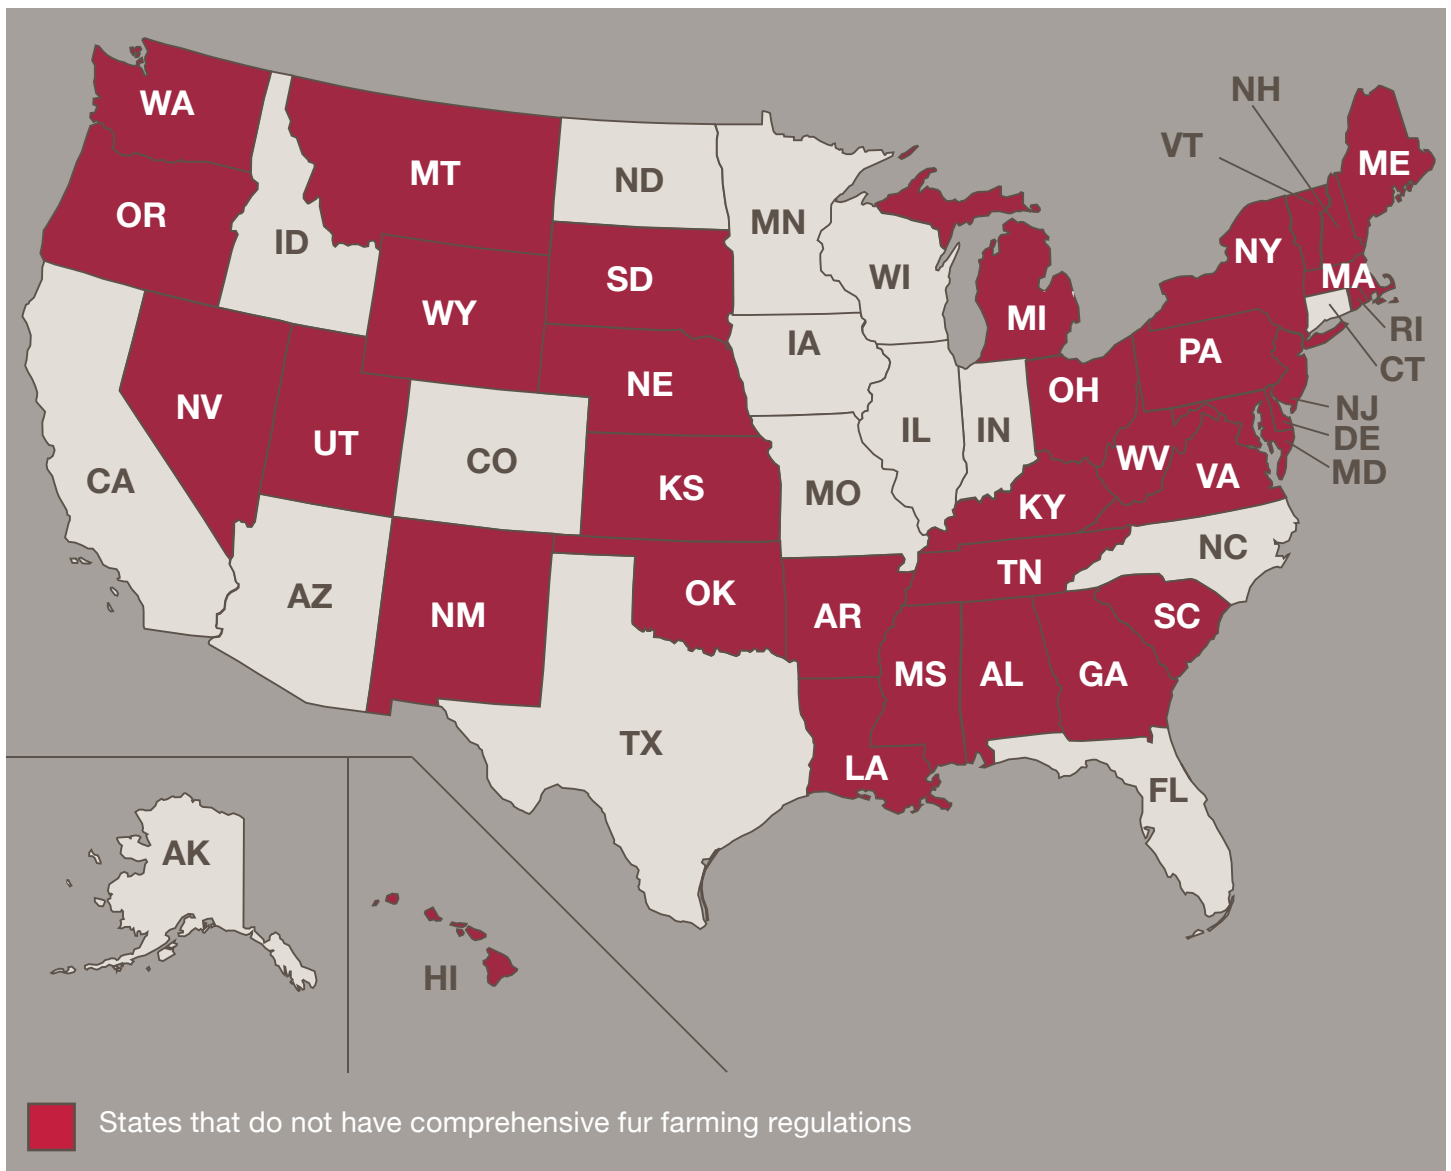 NH
WA
VT
ME
MT
ND
OR
MN
ID
NY
WI
MA
SD
WY
MI
RI
IA
PA
CT
NE
OH
NV
NJ
IL
IN
DE
UT
CO
WV
MD
VA
CA
KS
MO
KY
NC
TN
OK
AZ
NM
AR
SC
MS
AL
GA
TX
LA
FL
AK
HI
States that do not have comprehensive fur farming regulations